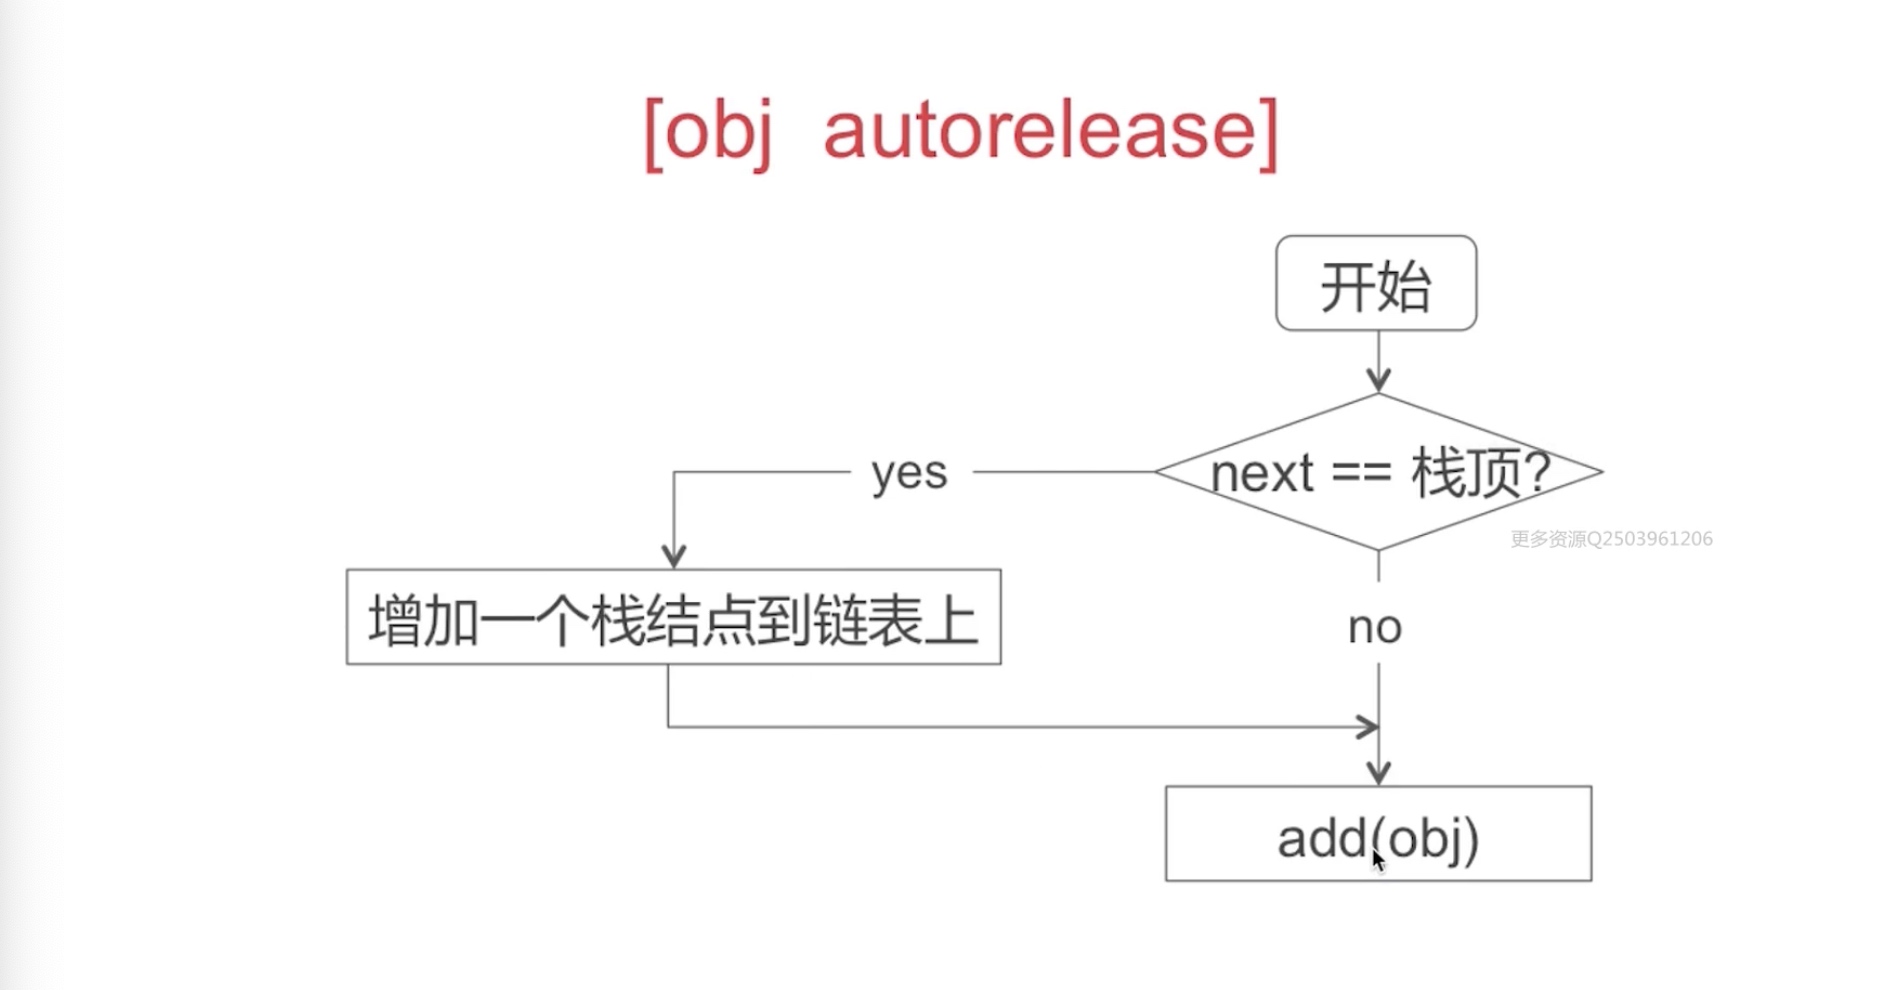 [obj autorelease]
开始
yes
next == 栈顶?
更多资源Q2503961206
增加一个栈结点到链表上
no
add(obj)